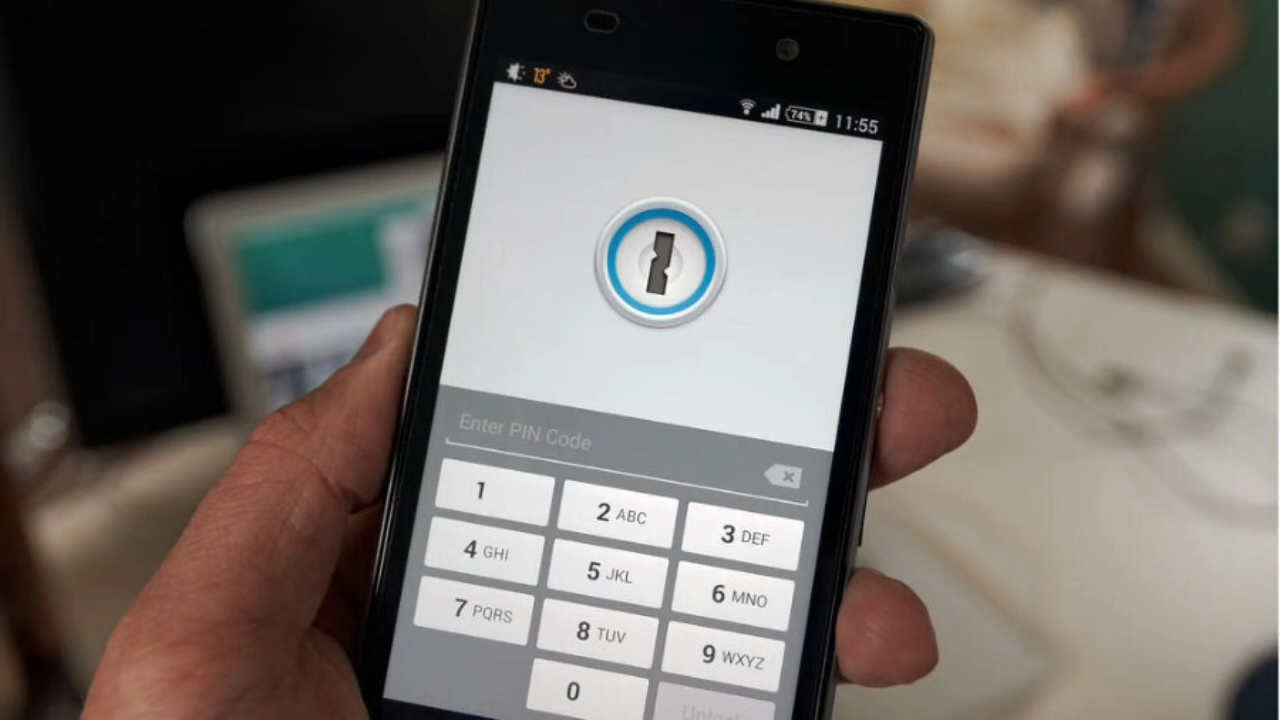 13° 74% 11:55
Enter PIN Code
1 2 ABC 3 DEF
4 GHI 5 JKL 6 MNO
7 PQRS 8 TUV 9 WXYZ
0 Unlock